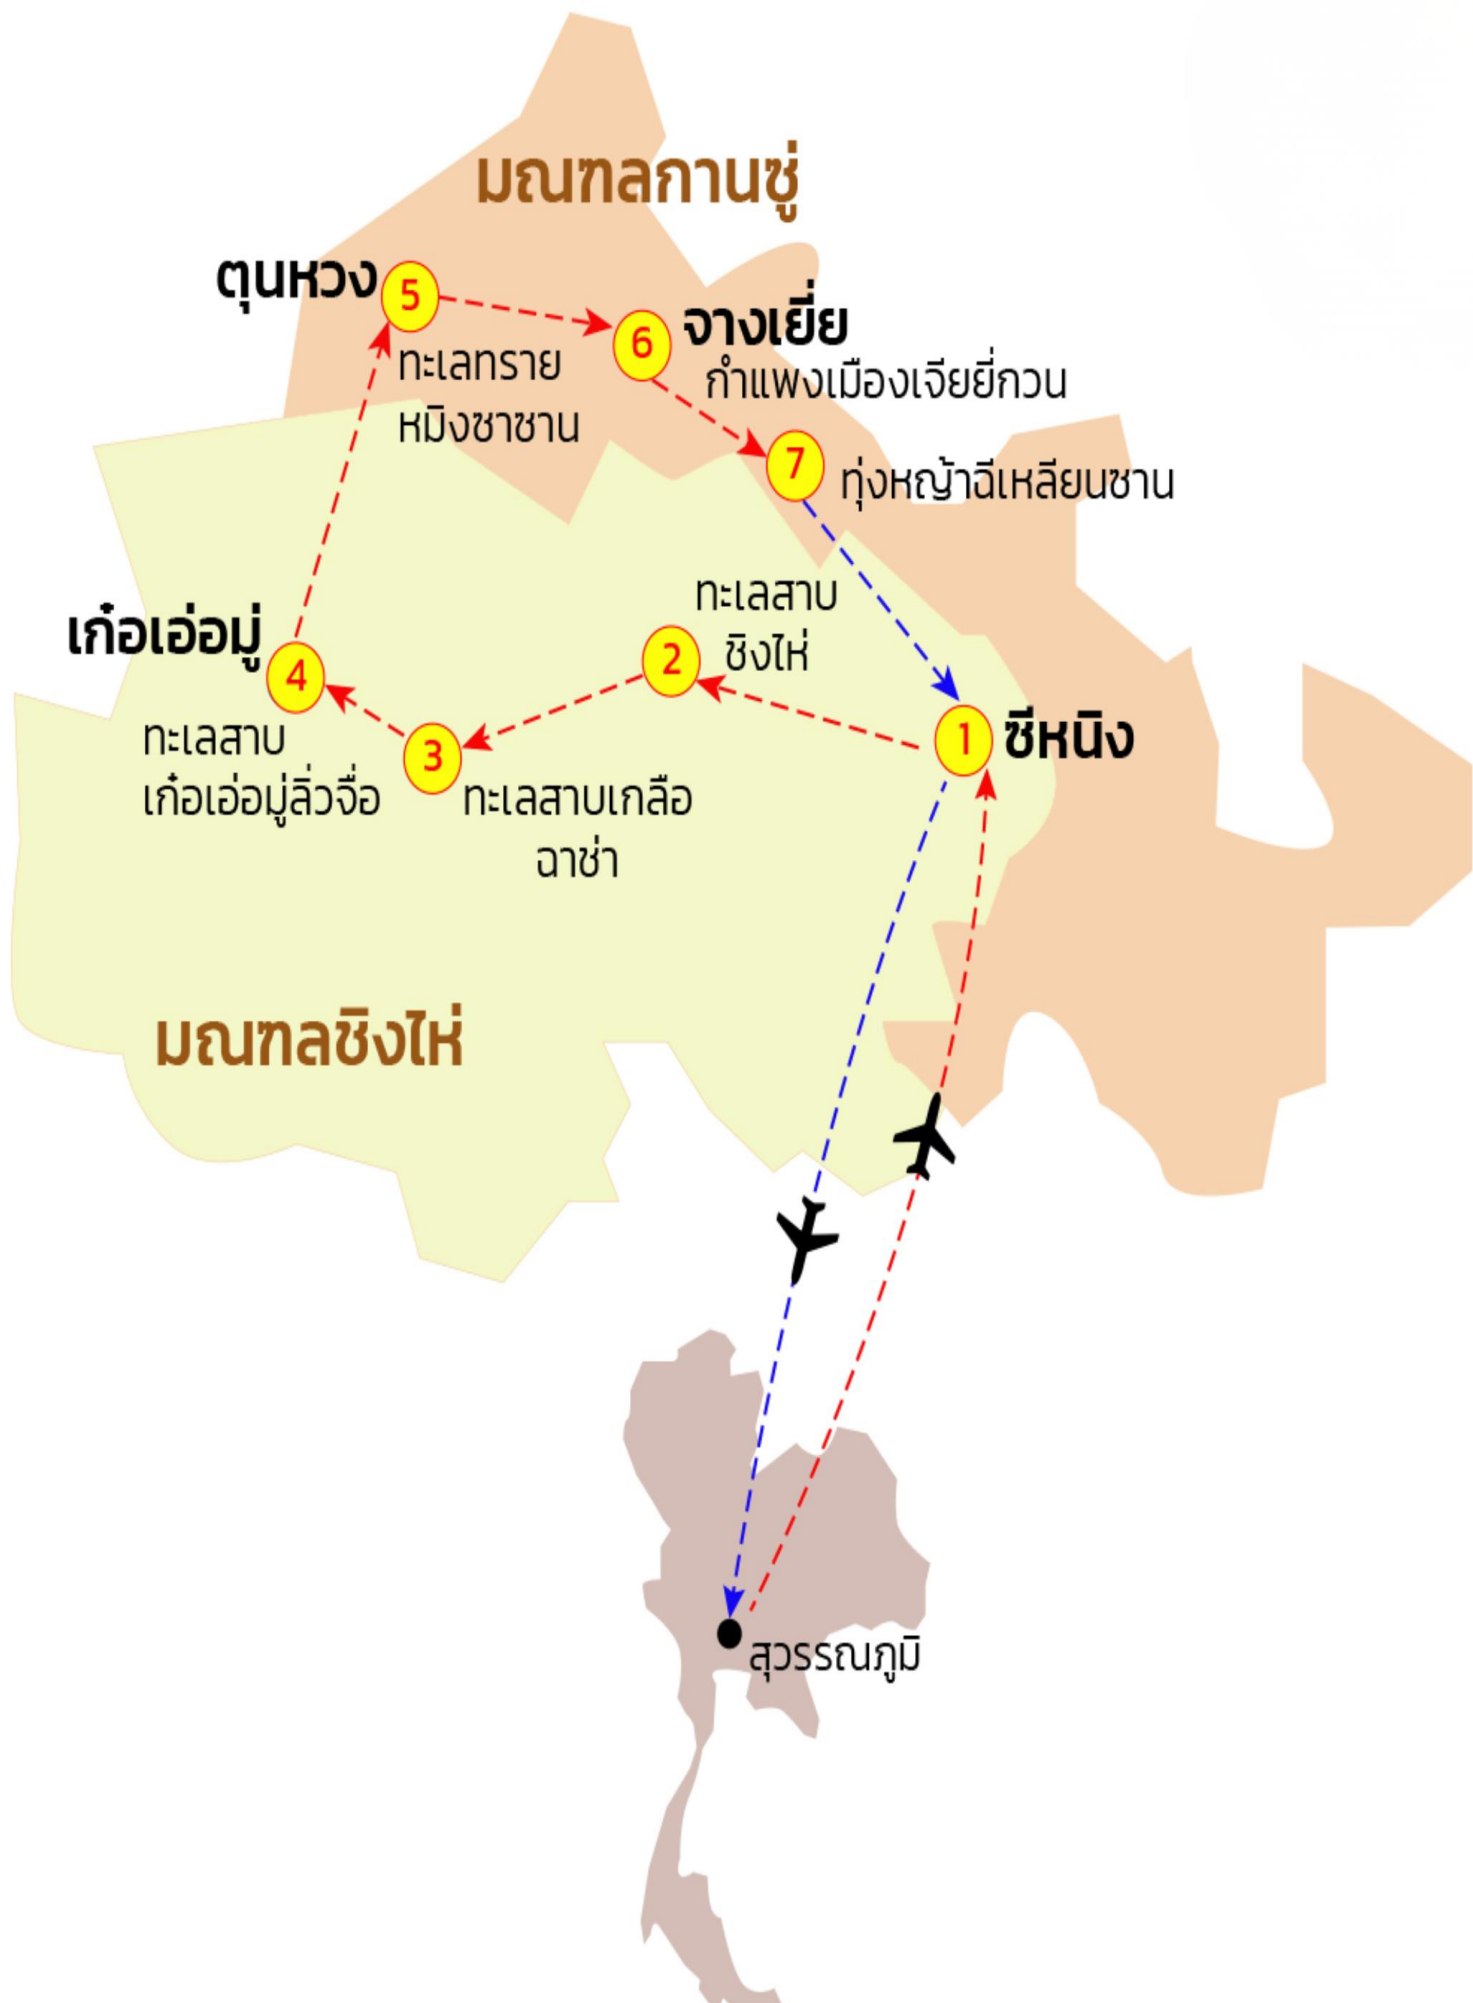 มณฑลกานซู่
ตุนหวง
5
ทะเลทราย
หมิงซาซาน
6
จางเยี่ย
กำแพงเมืองเจียยี่กวน
7
ทุ่งหญ้าฉีเหลียนซาน
ทะเลสาบ
ชิงไห่
2
เก๋อเอ่อมู่
4
ทะเลสาบ
เก๋อเอ่อมู่ลิ่วจื่อ
3
ทะเลสาบเกลือ
ฉาช่า
1
ซีหนิง
มณฑลชิงไห่
สุวรรณภูมิ